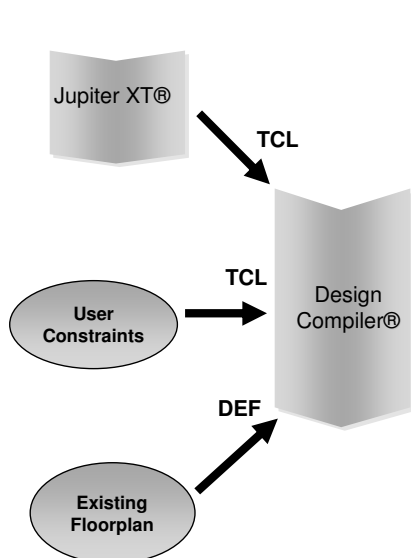 Jupiter XT®
TCL
TCL
User
Constraints
Design
Compiler®
DEF
Existing
Floorplan